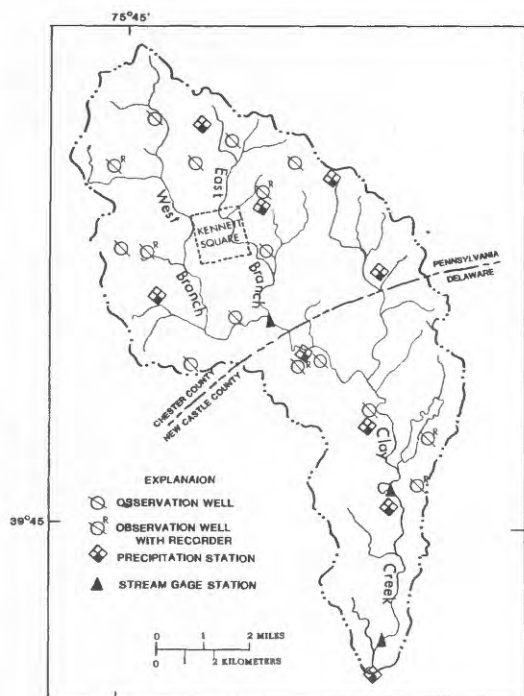 75°45'
R
East
West
R
KENNETT
SQUARE
R
Branch
Branch
PENNSYLVANIA
DELAWARE
R
CHESTER COUNTY
NEW CASTLE COUNTY
Clay
R
R
Creek
39°45
EXPLANAION
OBSERVATION WELL
R
OBSERVATION WELL
WITH RECORDER
PRECIPITATION STATION
STREAM GAGE STATION
0 1 2 MILES
0 1 2 KILOMETERS